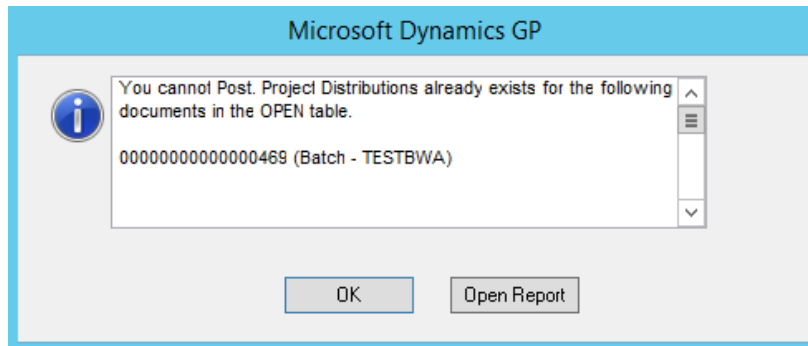 Microsoft Dynamics GP
You cannot Post. Project Distributions already exists for the following
documents in the OPEN table.
00000000000000469 (Batch - TESTBWA)
OK
Open Report